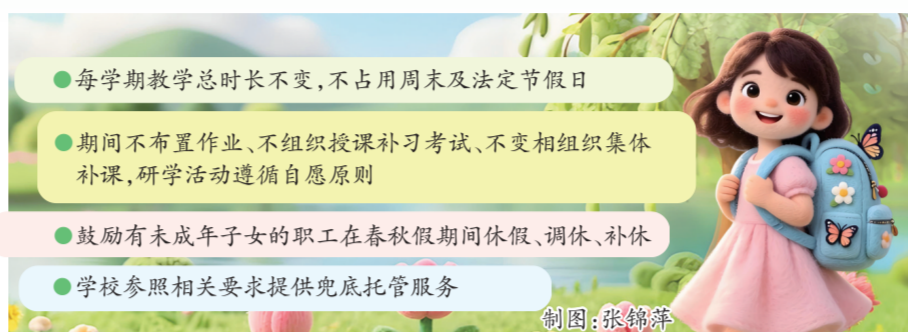 ●每学期教学总时长不变,不占用周末及法定节假日
●期间不布置作业、不组织授课补习考试、不变相组织集体
补课,研学活动遵循自愿原则
●鼓励有未成年子女的职工在春秋假期间休假、调休、补休
●学校参照相关要求提供兜底托管服务
制图:张锦萍